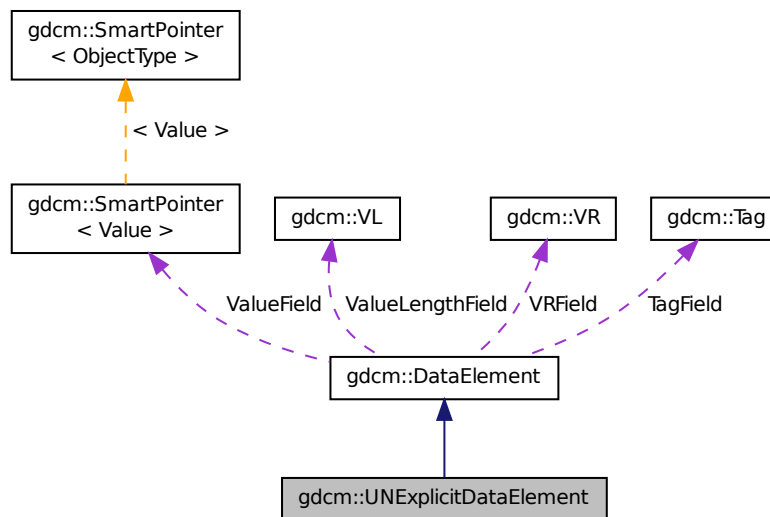 gdcm::SmartPointer
< ObjectType >
< Value >
gdcm::SmartPointer
< Value >
gdcm::VL
gdcm::VR
gdcm::Tag
ValueField
ValueLengthField
VRField
TagField
gdcm::DataElement
gdcm::UNExplicitDataElement